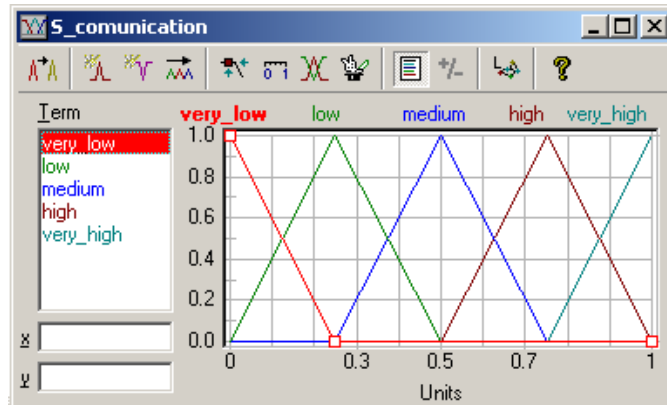 S_comunication
Term
very_low low medium high very_high
very_low
low
medium
high
very_high
1.0
0.8
0.6
0.4
0.2
0.0
0 0.3 0.5 0.7 1
Units
x
y